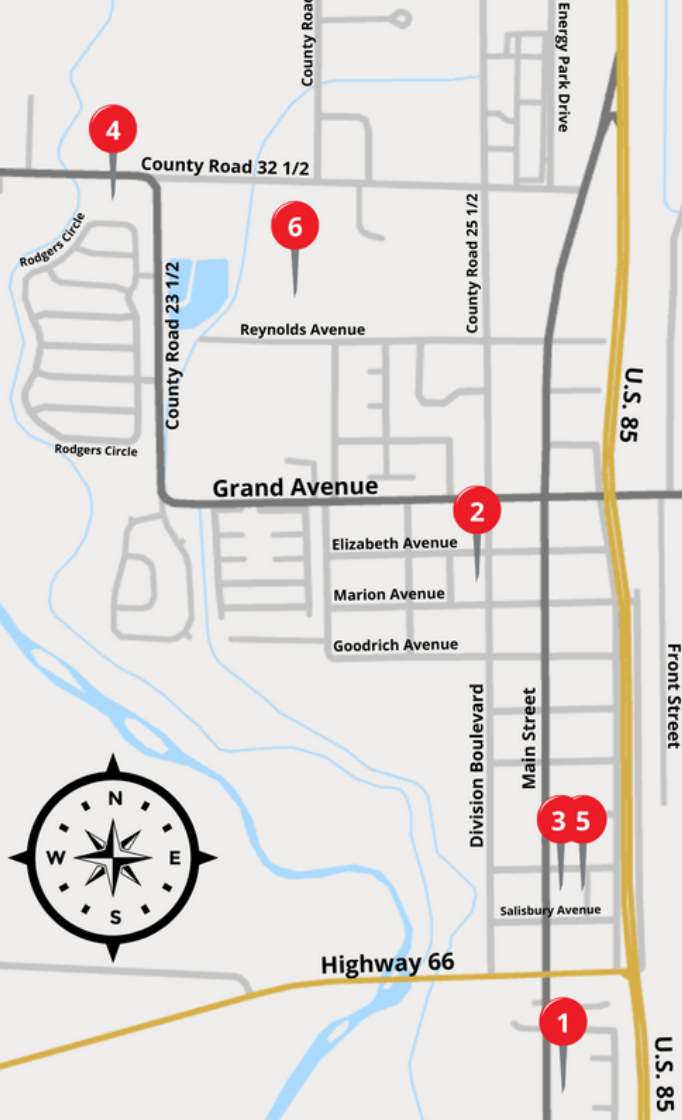 County Road
Energy Park Drive
4
County Road 32 1/2
6
Rodgers Circle
County Road 25 1/2
County Road 23 1/2
Reynolds Avenue
U.S. 85
Rodgers Circle
Grand Avenue
2
Elizabeth Avenue
Marion Avenue
Goodrich Avenue
Front Street
Division Boulevard
Main Street
N
W
E
S
3
5
Salisbury Avenue
Highway 66
1
U.S. 85